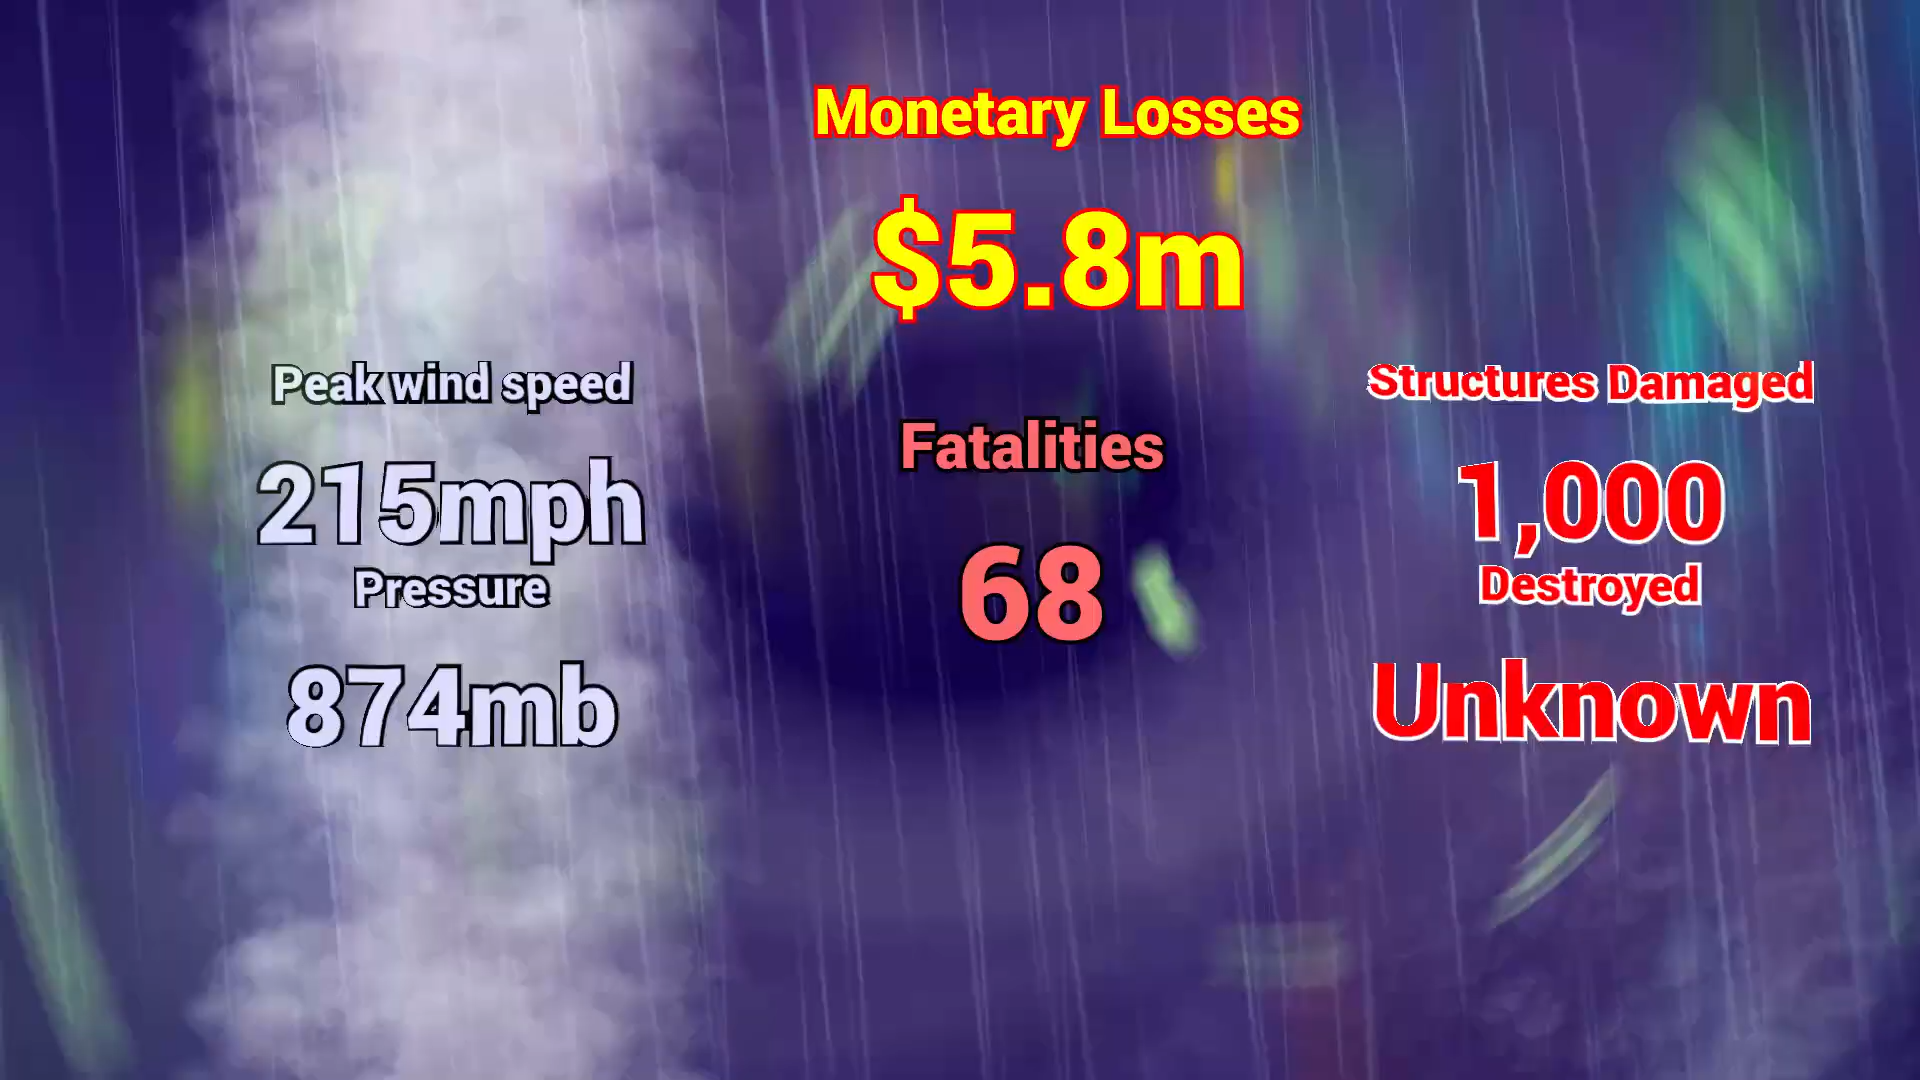 Monetary Losses
$5.8m
Peak wind speed
215mph
Pressure
874mb
Fatalities
68
Structures Damaged
1,000
Destroyed
Unknown